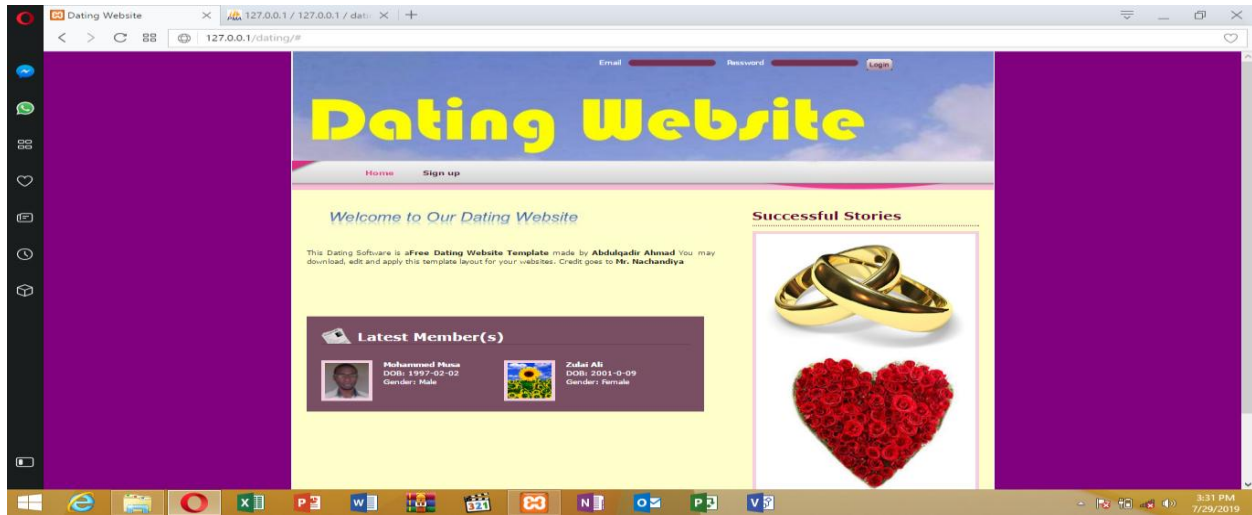 Dating Website
127.0.0.1 / 127.0.0.1 / dati
127.0.0.1/dating/#
Email
Password
Login
Dating Website
Home Sign up
Welcome to Our Dating Website
Successful Stories
This Dating Software is aFree Dating Website Template made by Abdulqadir Ahmad You may
download, edit and apply this template layout for your websites. Credit goes to Mr. Nachandiya
Latest Member(s)
Mohammed Musa
DOB: 1997-02-02
Gender: Male
Zulai Ali
DOB: 2001-0-09
Gender: Female
321
3:31 PM
7/29/2019